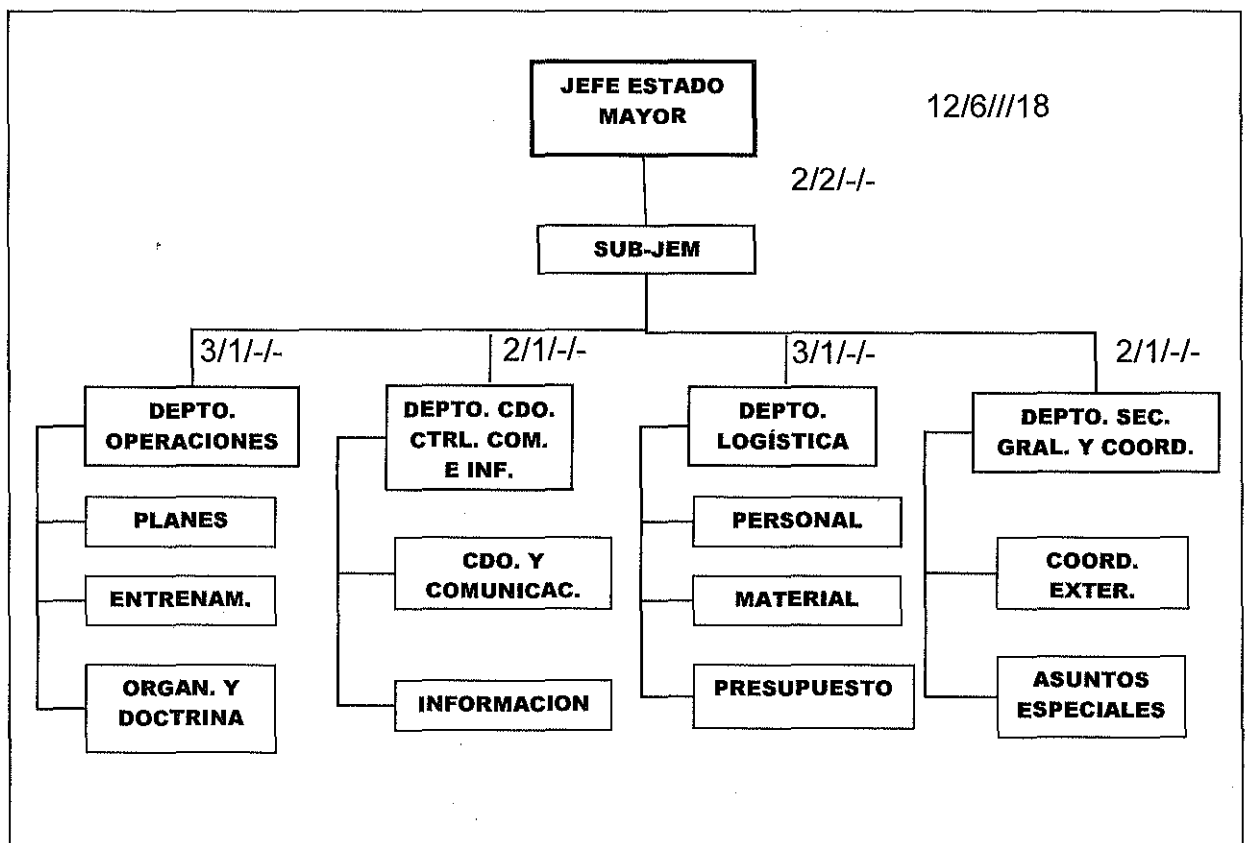 JEFE ESTADO
MAYOR
12/6///18
2/2/-/-
SUB-JEM
3/1/-/-
2/1/-/-
3/1/-/-
2/1/-/-
DEPTO.
OPERACIONES
PLANES
ENTRENAM.
ORGAN. Y
DOCTRINA
DEPTO. CDO.
CTRL. COM.
E INF.
CDO. Y
COMUNICAC.
INFORMACION
DEPTO.
LOGÍSTICA
PERSONAL
MATERIAL
PRESUPUESTO
DEPTO. SEC.
GRAL. Y COORD.
COORD.
EXTER.
ASUNTOS
ESPECIALES